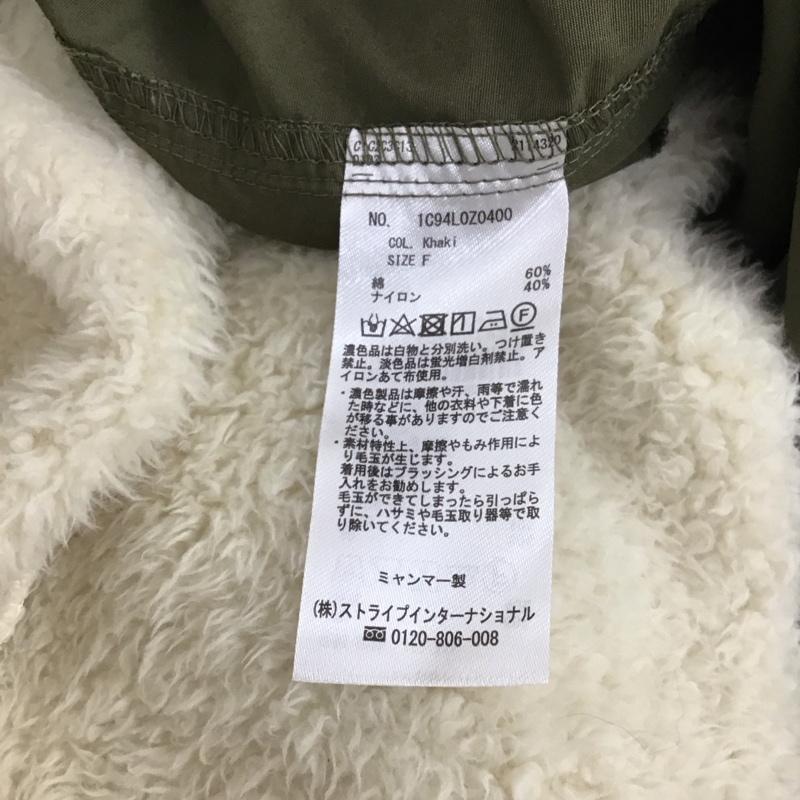 NO. 1C94L0Z0400
COL. Khaki
SIZE F
綿 60%
ナイロン 40%
濃色品は白物と分別洗い。つけ置き
禁止。淡色品は蛍光増白剤禁止。ア
イロンあて布使用。
・濃色製品は摩擦や汗、雨等で濡れ
た時などに、他の衣料や下着に色
が移る事がありますのでご注意く
ださい。
・素材特性上、摩擦やもみ作用によ
り毛玉が生じます。
着用後はブラッシングによるお手
入れをお勧めします。
毛玉ができてしまったら引っぱら
ずに、ハサミや毛玉取り器等で取
り除いてください。
ミャンマー製
(株)ストライプインターナショナル
0120-806-008